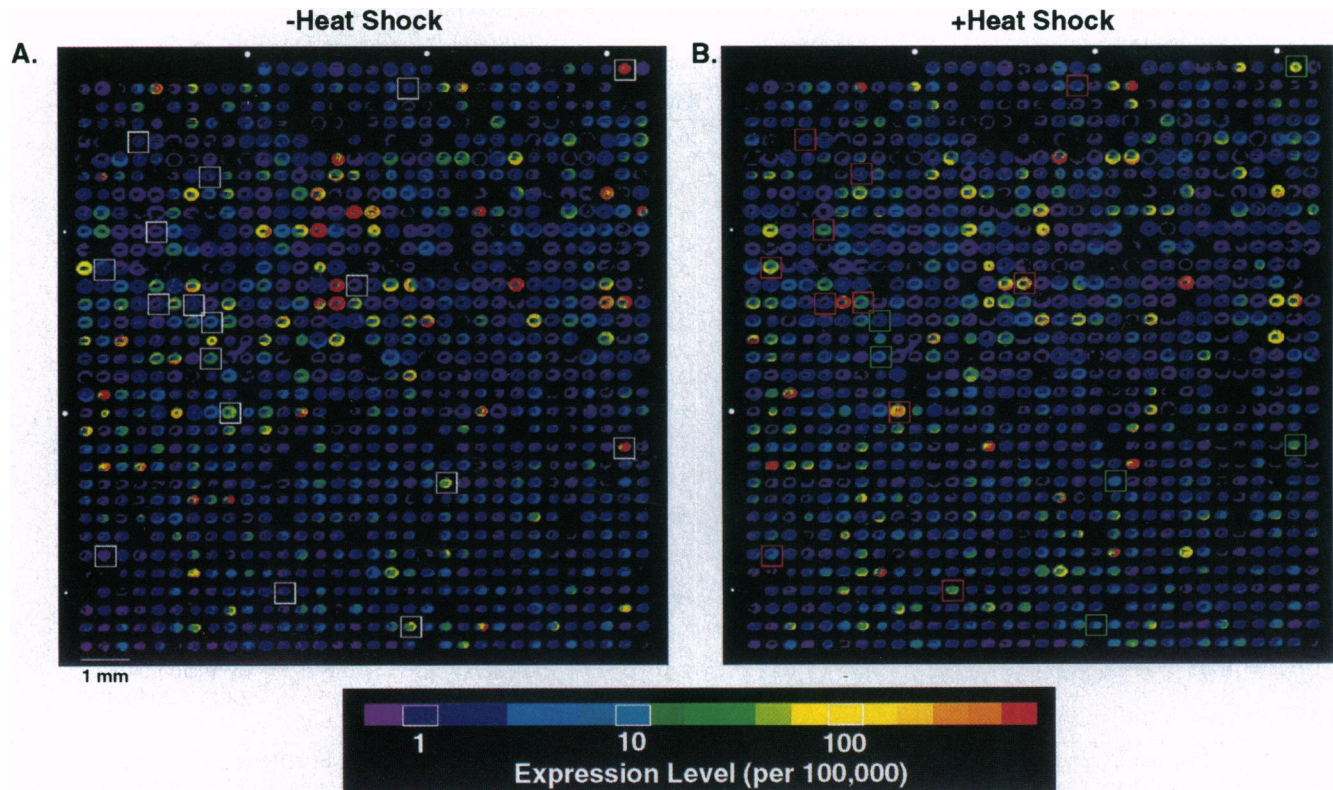 -Heat Shock
+Heat Shock
A.
B.
1 mm
1
10
100
Expression Level (per 100,000)